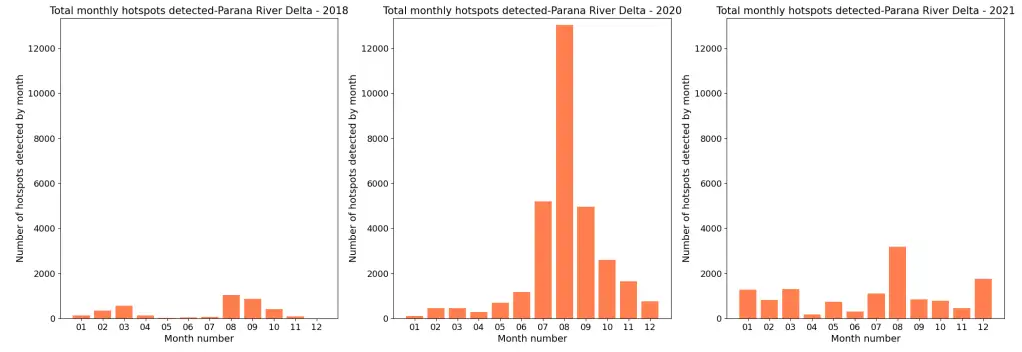 Total monthly hotspots detected-Parana River Delta - 2018
Number of hotspots detected by month
12000
10000
8000
6000
4000
2000
0
01 02 03 04 05 06 07 08 09 10 11 12
Month number
Total monthly hotspots detected-Parana River Delta - 2020
Number of hotspots detected by month
12000
10000
8000
6000
4000
2000
0
01 02 03 04 05 06 07 08 09 10 11 12
Month number
Total monthly hotspots detected-Parana River Delta - 2021
Number of hotspots detected by month
12000
10000
8000
6000
4000
2000
0
01 02 03 04 05 06 07 08 09 10 11 12
Month number